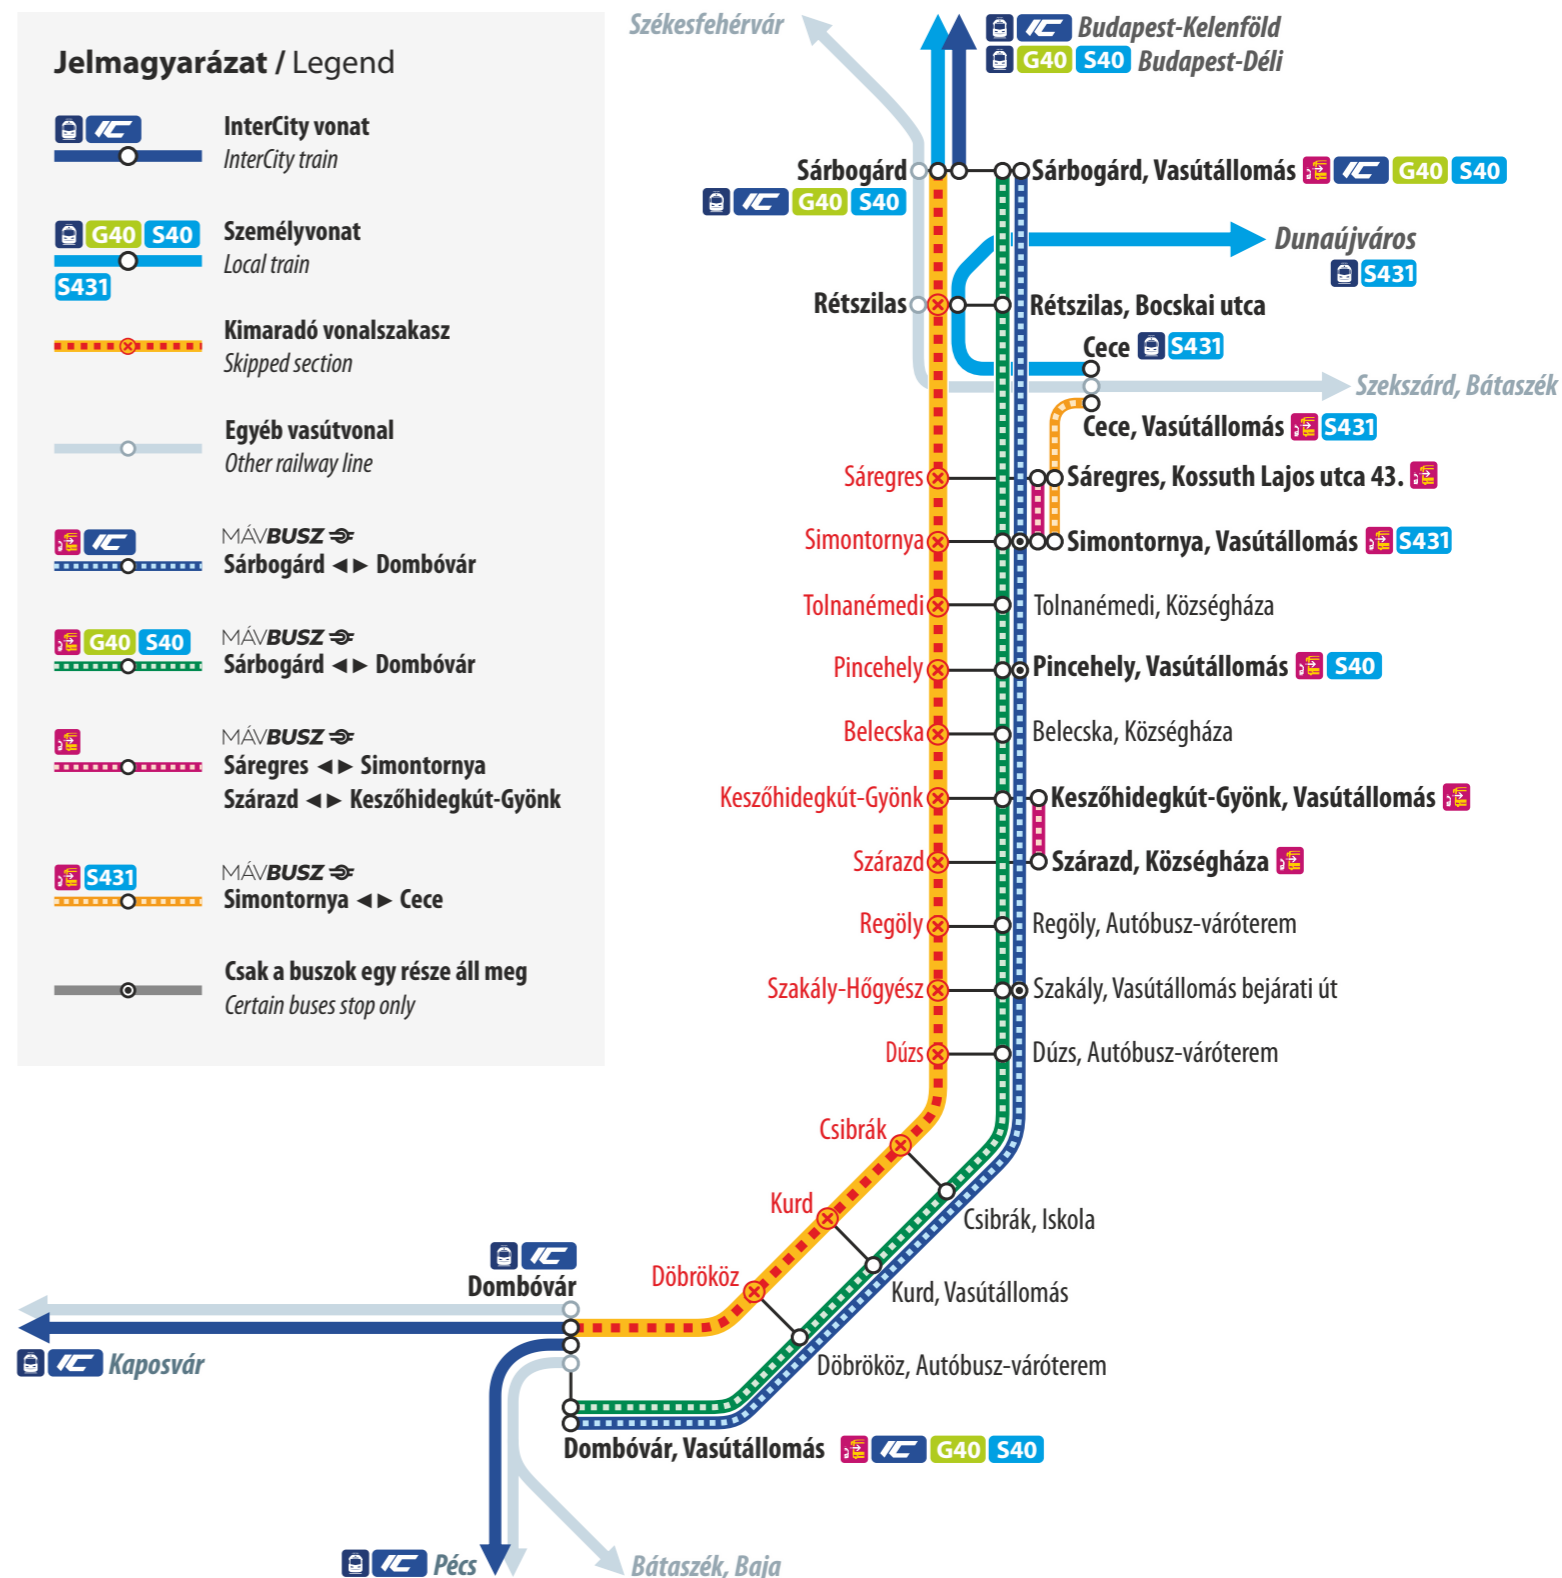 Jelmagyarázat / Legend
IC
InterCity vonat
InterCity train
G40 S40
S431
Személyvonat
Local train
Kimaradó vonalszakasz
Skipped section
Egyéb vasútvonal
Other railway line
IC
MÁVBUSZ
Sárbogárd ◄► Dombóvár
G40 S40
MÁVBUSZ
Sárbogárd ◄► Dombóvár
MÁVBUSZ
Sáregres ◄► Simontornya
Szárazd ◄► Keszőhidegkút-Gyönk
S431
MÁVBUSZ
Simontornya ◄► Cece
Csak a buszok egy része áll meg
Certain buses stop only
Székesfehérvár
IC Budapest-Kelenföld
G40 S40 Budapest-Déli
Sárbogárd
IC G40 S40
Sárbogárd, Vasútállomás IC G40 S40
Dunaújváros
S431
Rétszilas
Rétszilas, Bocskai utca
Cece S431
Szekszárd, Bátaszék
Cece, Vasútállomás S431
Sáregres
Sáregres, Kossuth Lajos utca 43.
Simontornya
Simontornya, Vasútállomás S431
Tolnanémedi
Tolnanémedi, Községháza
Pincehely
Pincehely, Vasútállomás S40
Belecska
Belecska, Községháza
Keszőhidegkút-Gyönk
Keszőhidegkút-Gyönk, Vasútállomás
Szárazd
Szárazd, Községháza
Regöly
Regöly, Autóbusz-váróterem
Szakály-Hőgyész
Szakály, Vasútállomás bejárati út
Dúzs
Dúzs, Autóbusz-váróterem
Csibrák
Csibrák, Iskola
Kurd
Kurd, Vasútállomás
Döbrököz
Döbrököz, Autóbusz-váróterem
IC
Dombóvár
IC Kaposvár
Dombóvár, Vasútállomás IC G40 S40
IC Pécs
Bátaszék, Baja